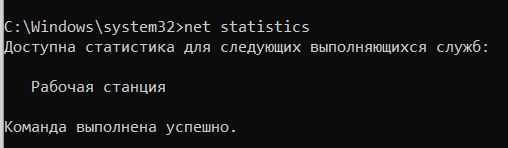 C:\Windows\system32>net statistics
Доступна статистика для следующих выполняющихся служб:
Рабочая станция
Команда выполнена успешно.